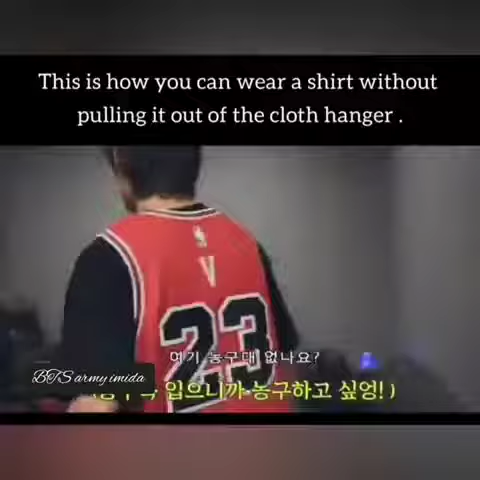 This is how you can wear a shirt without
pulling it out of the cloth hanger .
V
23
여기 농구대 없나요?
BTS army imida
입으니까 농구하고 싶엉! )